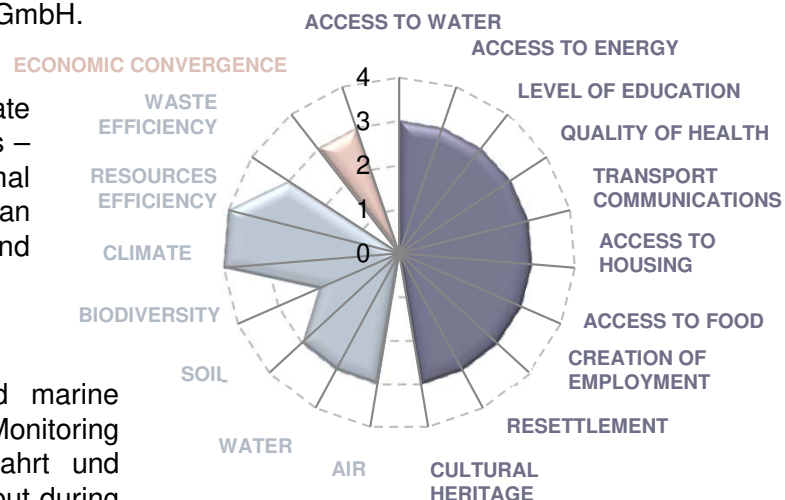 GmbH.
ACCESS TO WATER
ACCESS TO ENERGY
ECONOMIC CONVERGENCE
4
LEVEL OF EDUCATION
WASTE
EFFICIENCY
ate
3
QUALITY OF HEALTH
s –
2
RESOURCES
EFFICIENCY
nal
TRANSPORT
COMMUNICATIONS
an
1
nd
CLIMATE
0
ACCESS TO
HOUSING
BIODIVERSITY
ACCESS TO FOOD
CREATION OF
EMPLOYMENT
SOIL
d marine
Monitoring
RESETTLEMENT
WATER
ahrt und
AIR
CULTURAL
HERITAGE
out during